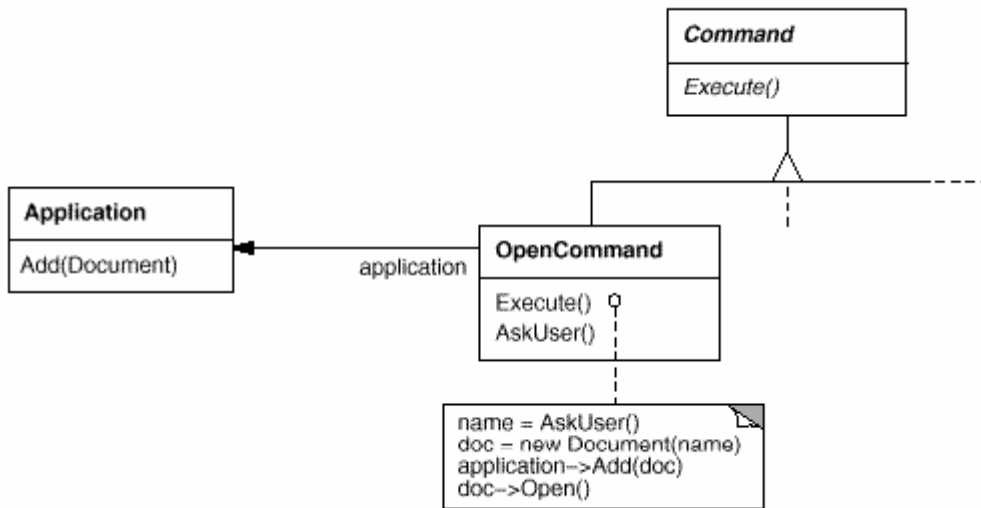 Command
Execute()
Application
Add(Document)
application
OpenCommand
Execute()
AskUser()
name = AskUser()
doc = new Document(name)
application->Add(doc)
doc->Open()